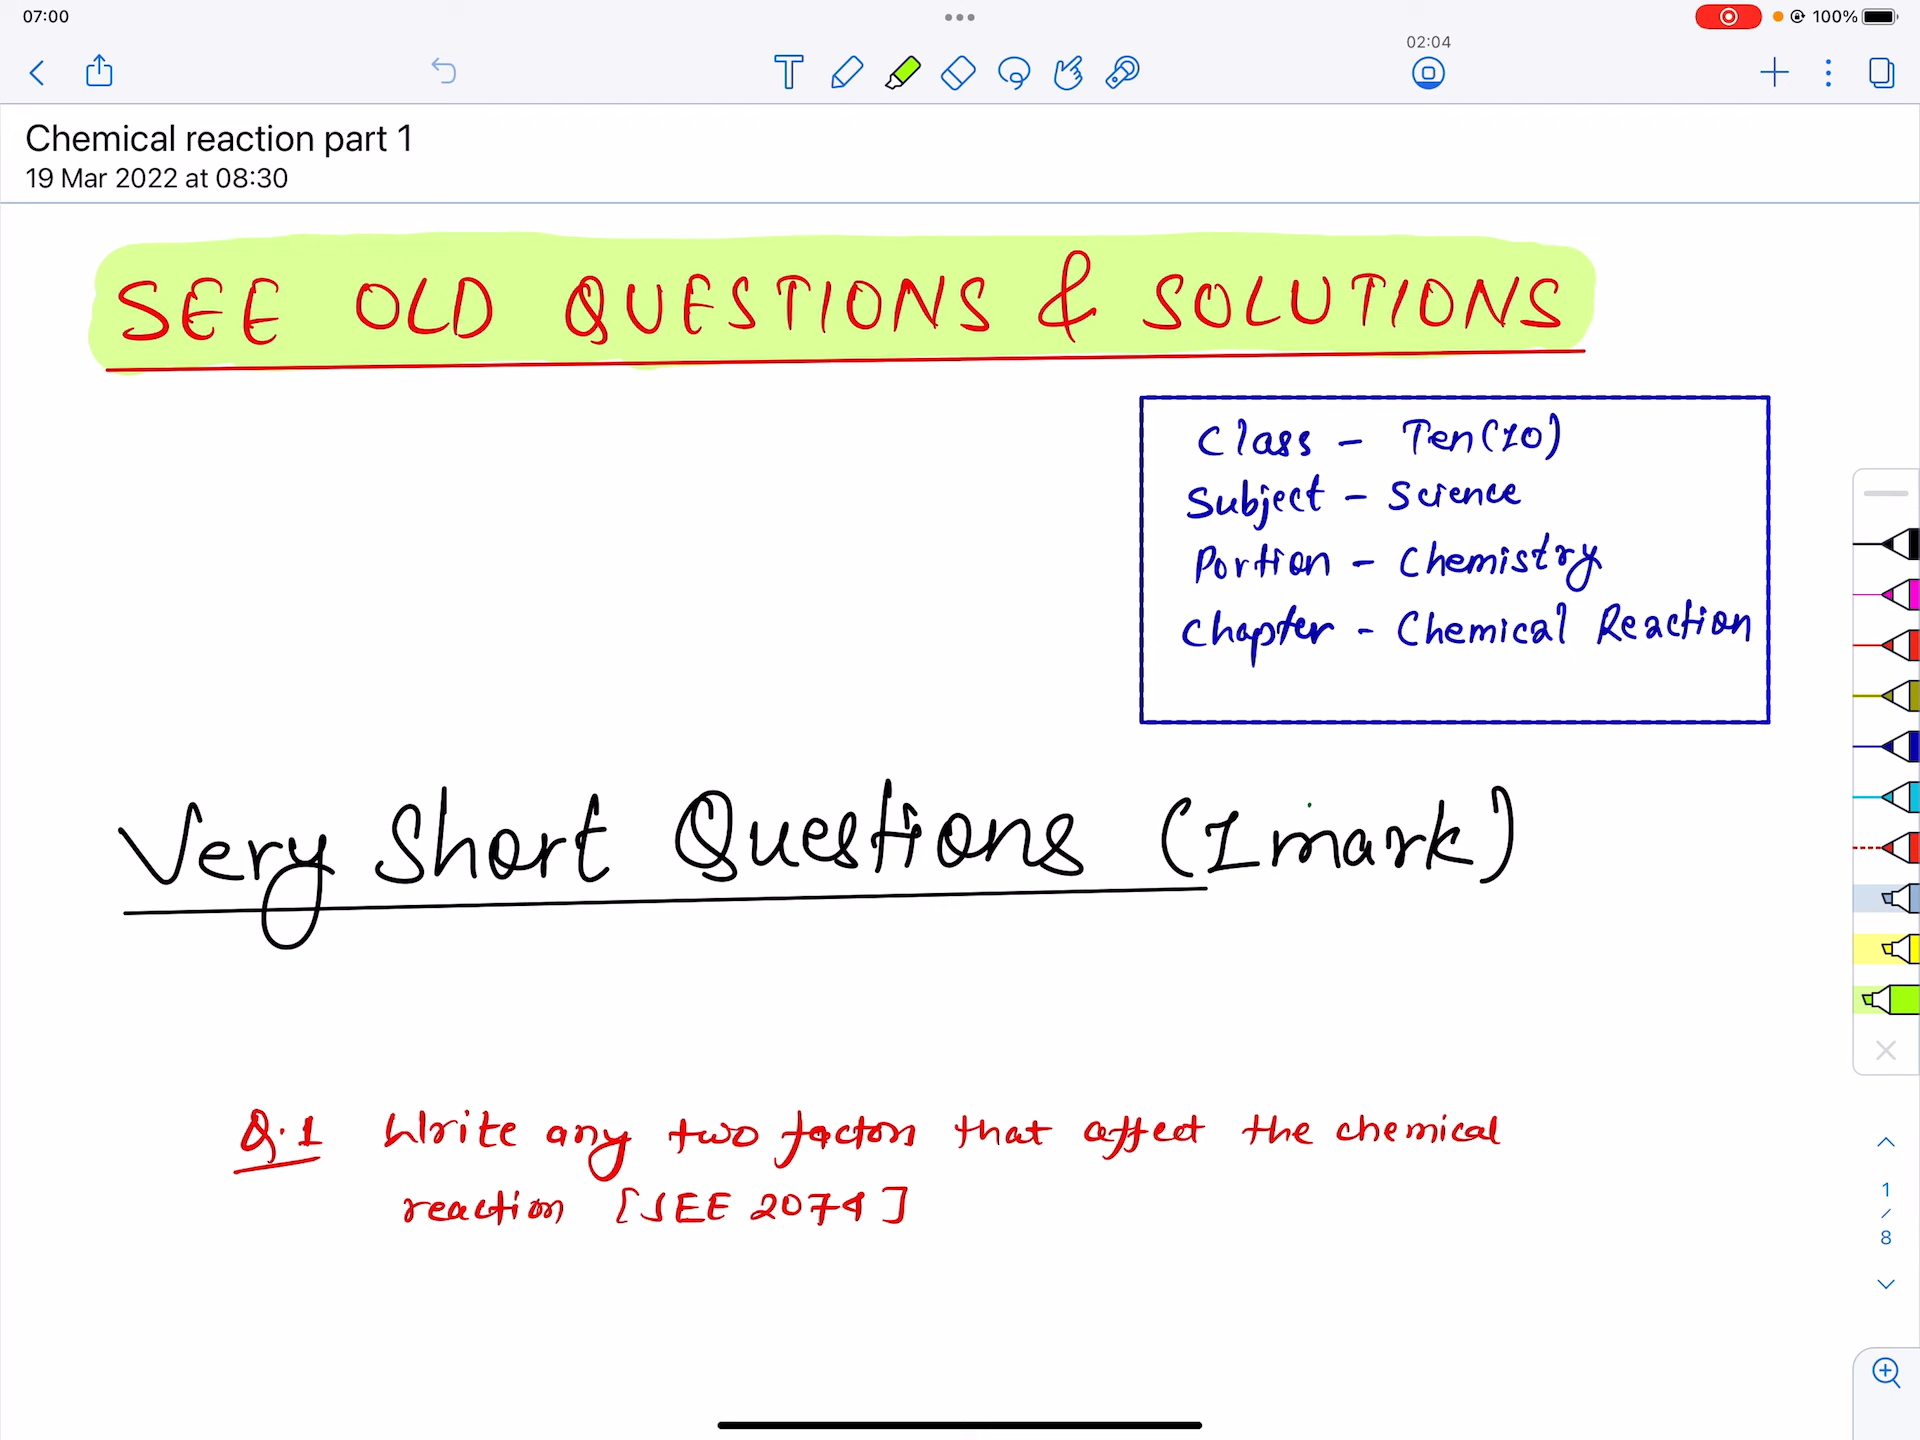 07:00
100%
02:04
Chemical reaction part 1
19 Mar 2022 at 08:30
SEE OLD QUESTIONS & SOLUTIONS
Class - Ten(10)
Subject - Science
Portion - Chemistry
Chapter - Chemical Reaction
Very Short Questions (1 mark)
Q.1 Write any two factors that affect the chemical
reaction [SEE 2074]
1
/
8